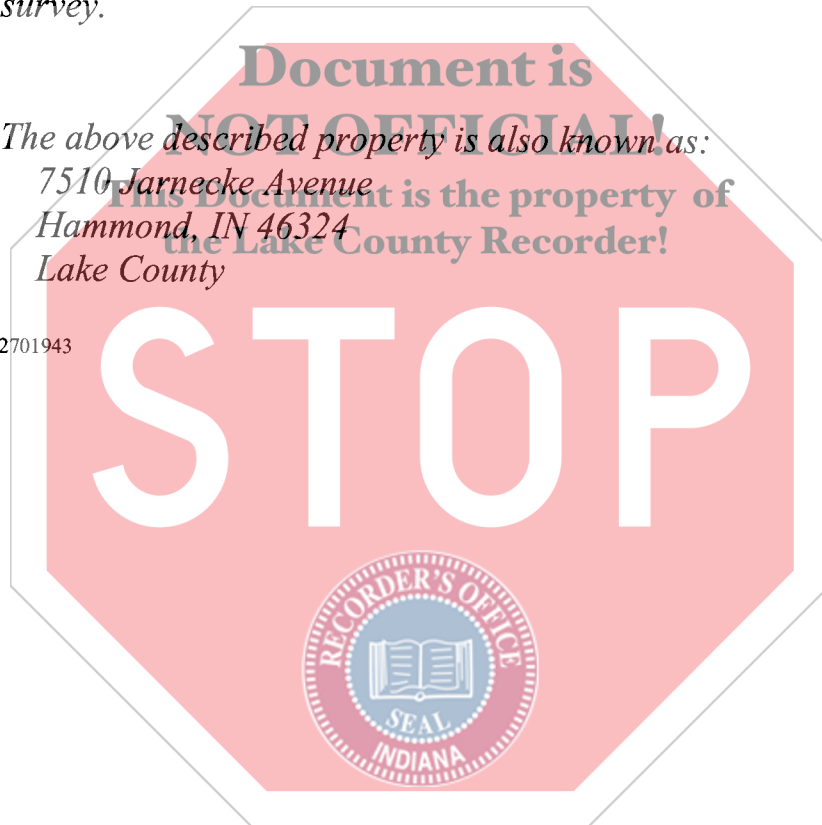 survey.
Document is
NOT OFFICIAL!
The above described property is also known as:
This Document is the property of
7510 Jarnecke Avenue
Hammond, IN 46324
the Lake County Recorder!
Lake County
2701943
STOP
RECORDER'S OFFICE
SEAL
INDIANA